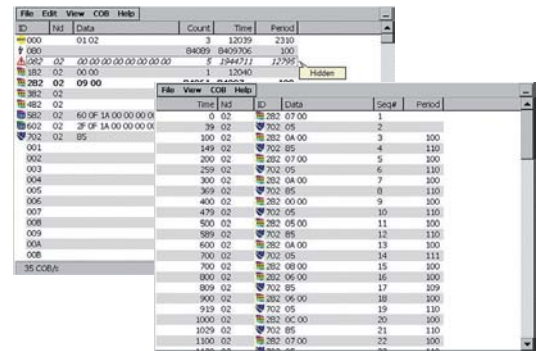 File Edit View COB Help
ID Nd Data Count Time Period
000 01 02 3 12039 2310
080 84089 8409706 100
082 02 00 00 00 00 00 00 00 00 5 1944711 12795
182 02 00 00 1 12040
Hidden
282 02 09 00
382 02
482 02
582 02 60 0F 1A 00 00 00
602 02 2F 0F 1A 00 00 00
702 02 85
001
002
003
004
005
006
007
008
009
00A
00B
35 COB/s
File View COB Help
Time Nd ID Data Seq# Period
0 02 282 07 00 1
39 02 702 05 2
100 02 282 0A 00 3 100
149 02 702 85 4 110
200 02 282 07 00 5 100
259 02 702 05 6 110
300 02 282 0A 00 7 100
369 02 702 85 8 110
400 02 282 00 00 9 100
479 02 702 05 10 110
500 02 282 05 00 11 100
589 02 702 85 12 110
600 02 282 0A 00 13 100
700 02 702 05 14 111
700 02 282 08 00 15 100
800 02 282 06 00 16 100
809 02 702 85 17 109
900 02 282 06 00 18 100
919 02 702 05 19 110
1000 02 282 0C 00 20 100
1029 02 702 85 21 110
1100 02 282 07 00 22 100